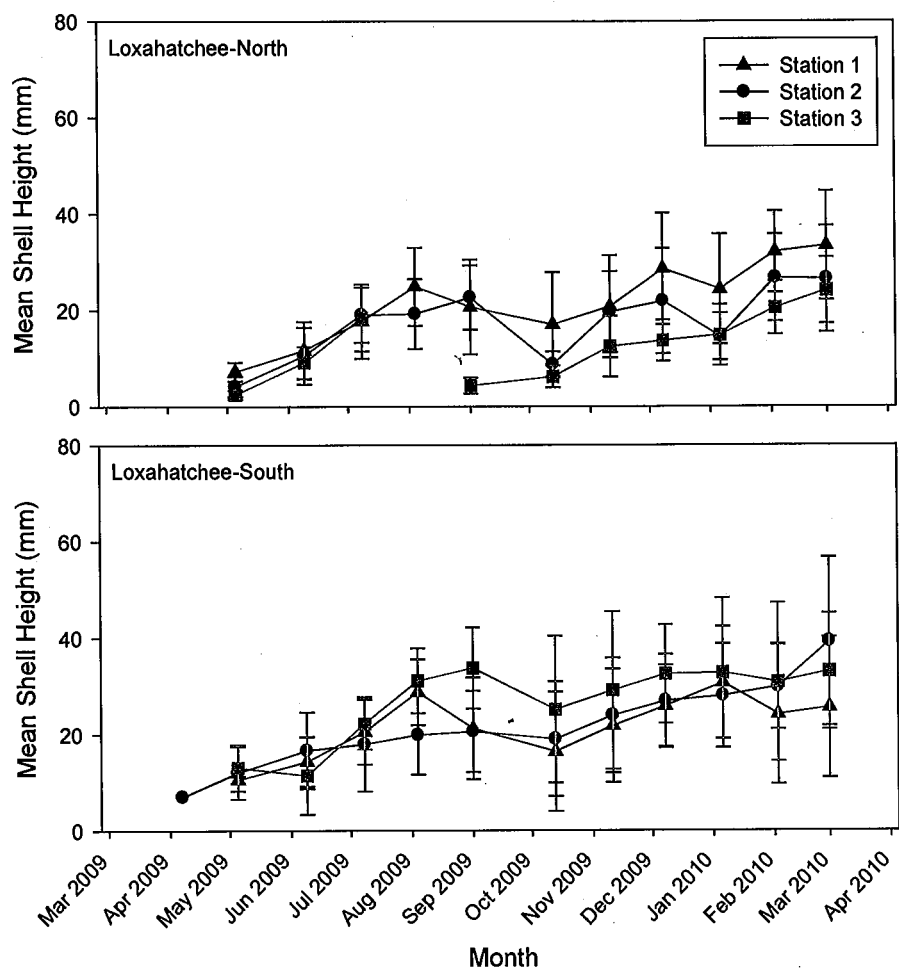 80
60
40
20
0
Mean Shell Height (mm)
Loxahatchee-North
Station 1
Station 2
Station 3
80
60
40
20
0
Mean Shell Height (mm)
Loxahatchee-South
Mar 2009
Apr 2009
May 2009
Jun 2009
Jul 2009
Aug 2009
Sep 2009
Oct 2009
Nov 2009
Dec 2009
Jan 2010
Feb 2010
Mar 2010
Apr 2010
Month